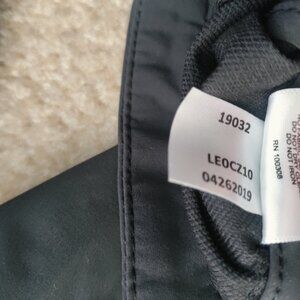 19032
LEOCZ10
04262019
DO NOT IRON
RN 100308